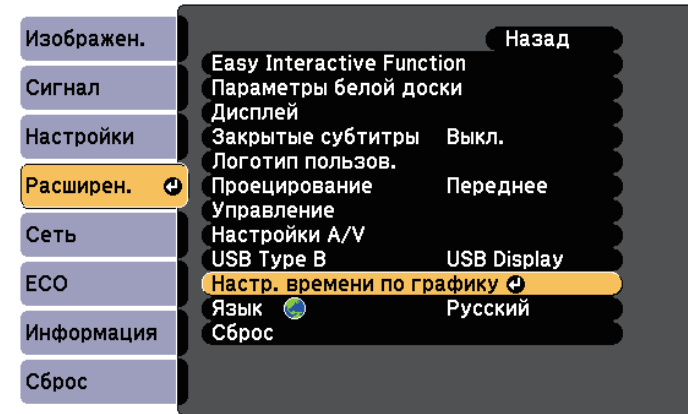 Изображен.
Сигнал
Настройки
Расширен.
Сеть
ECO
Информация
Сброс
Назад
Easy Interactive Function
Параметры белой доски
Дисплей
Закрытые субтитры Выкл.
Логотип пользов.
Проецирование Переднее
Управление
Настройки A/V
USB Type B USB Display
Настр. времени по графику
Язык Русский
Сброс